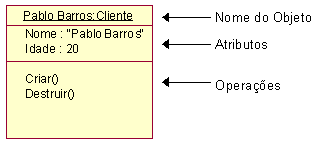 Pablo Barros:Cliente
Nome do Objeto
Nome : "Pablo Barros"
Idade : 20
Atributos
Criar()
Destruir()
Operações